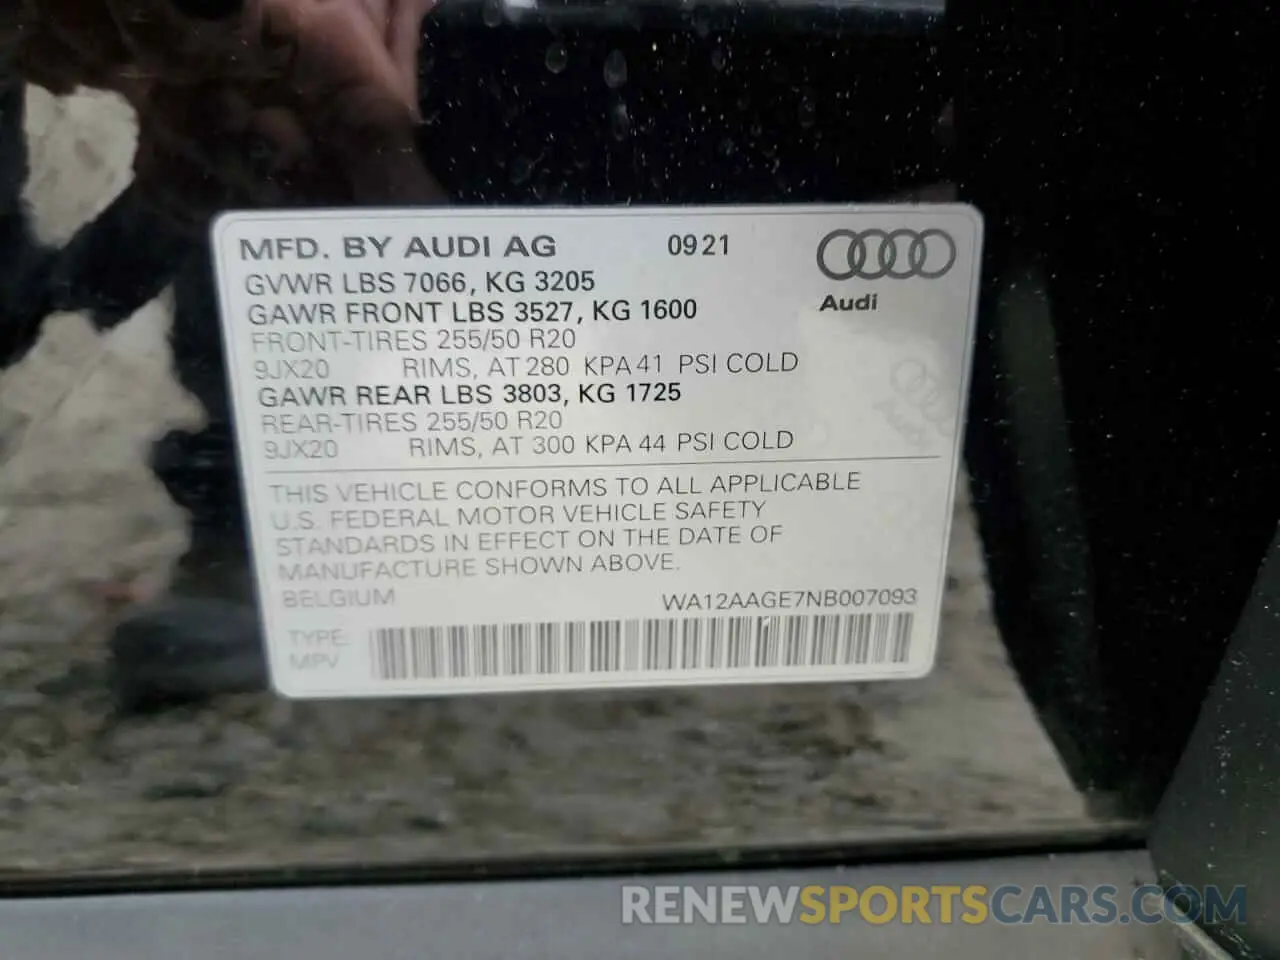 MFD. BY AUDI AG 09 21
GVWR LBS 7066, KG 3205
GAWR FRONT LBS 3527, KG 1600
Audi
FRONT-TIRES 255/50 R20
9JX20 RIMS, AT 280 KPA 41 PSI COLD
GAWR REAR LBS 3803, KG 1725
REAR-TIRES 255/50 R20
9JX20 RIMS, AT 300 KPA 44 PSI COLD
THIS VEHICLE CONFORMS TO ALL APPLICABLE
U.S. FEDERAL MOTOR VEHICLE SAFETY
STANDARDS IN EFFECT ON THE DATE OF
MANUFACTURE SHOWN ABOVE.
BELGIUM WA12AAGE7NB007093
TYPE:
MPV
RENEWSPORTSCARS.COM